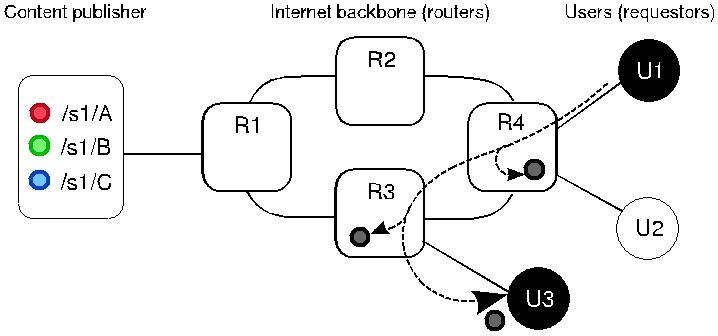 Content publisher
Internet backbone (routers)
Users (requestors)
R2
U1
/s1/A
R1
R4
/s1/B
/s1/C
R3
U2
U3